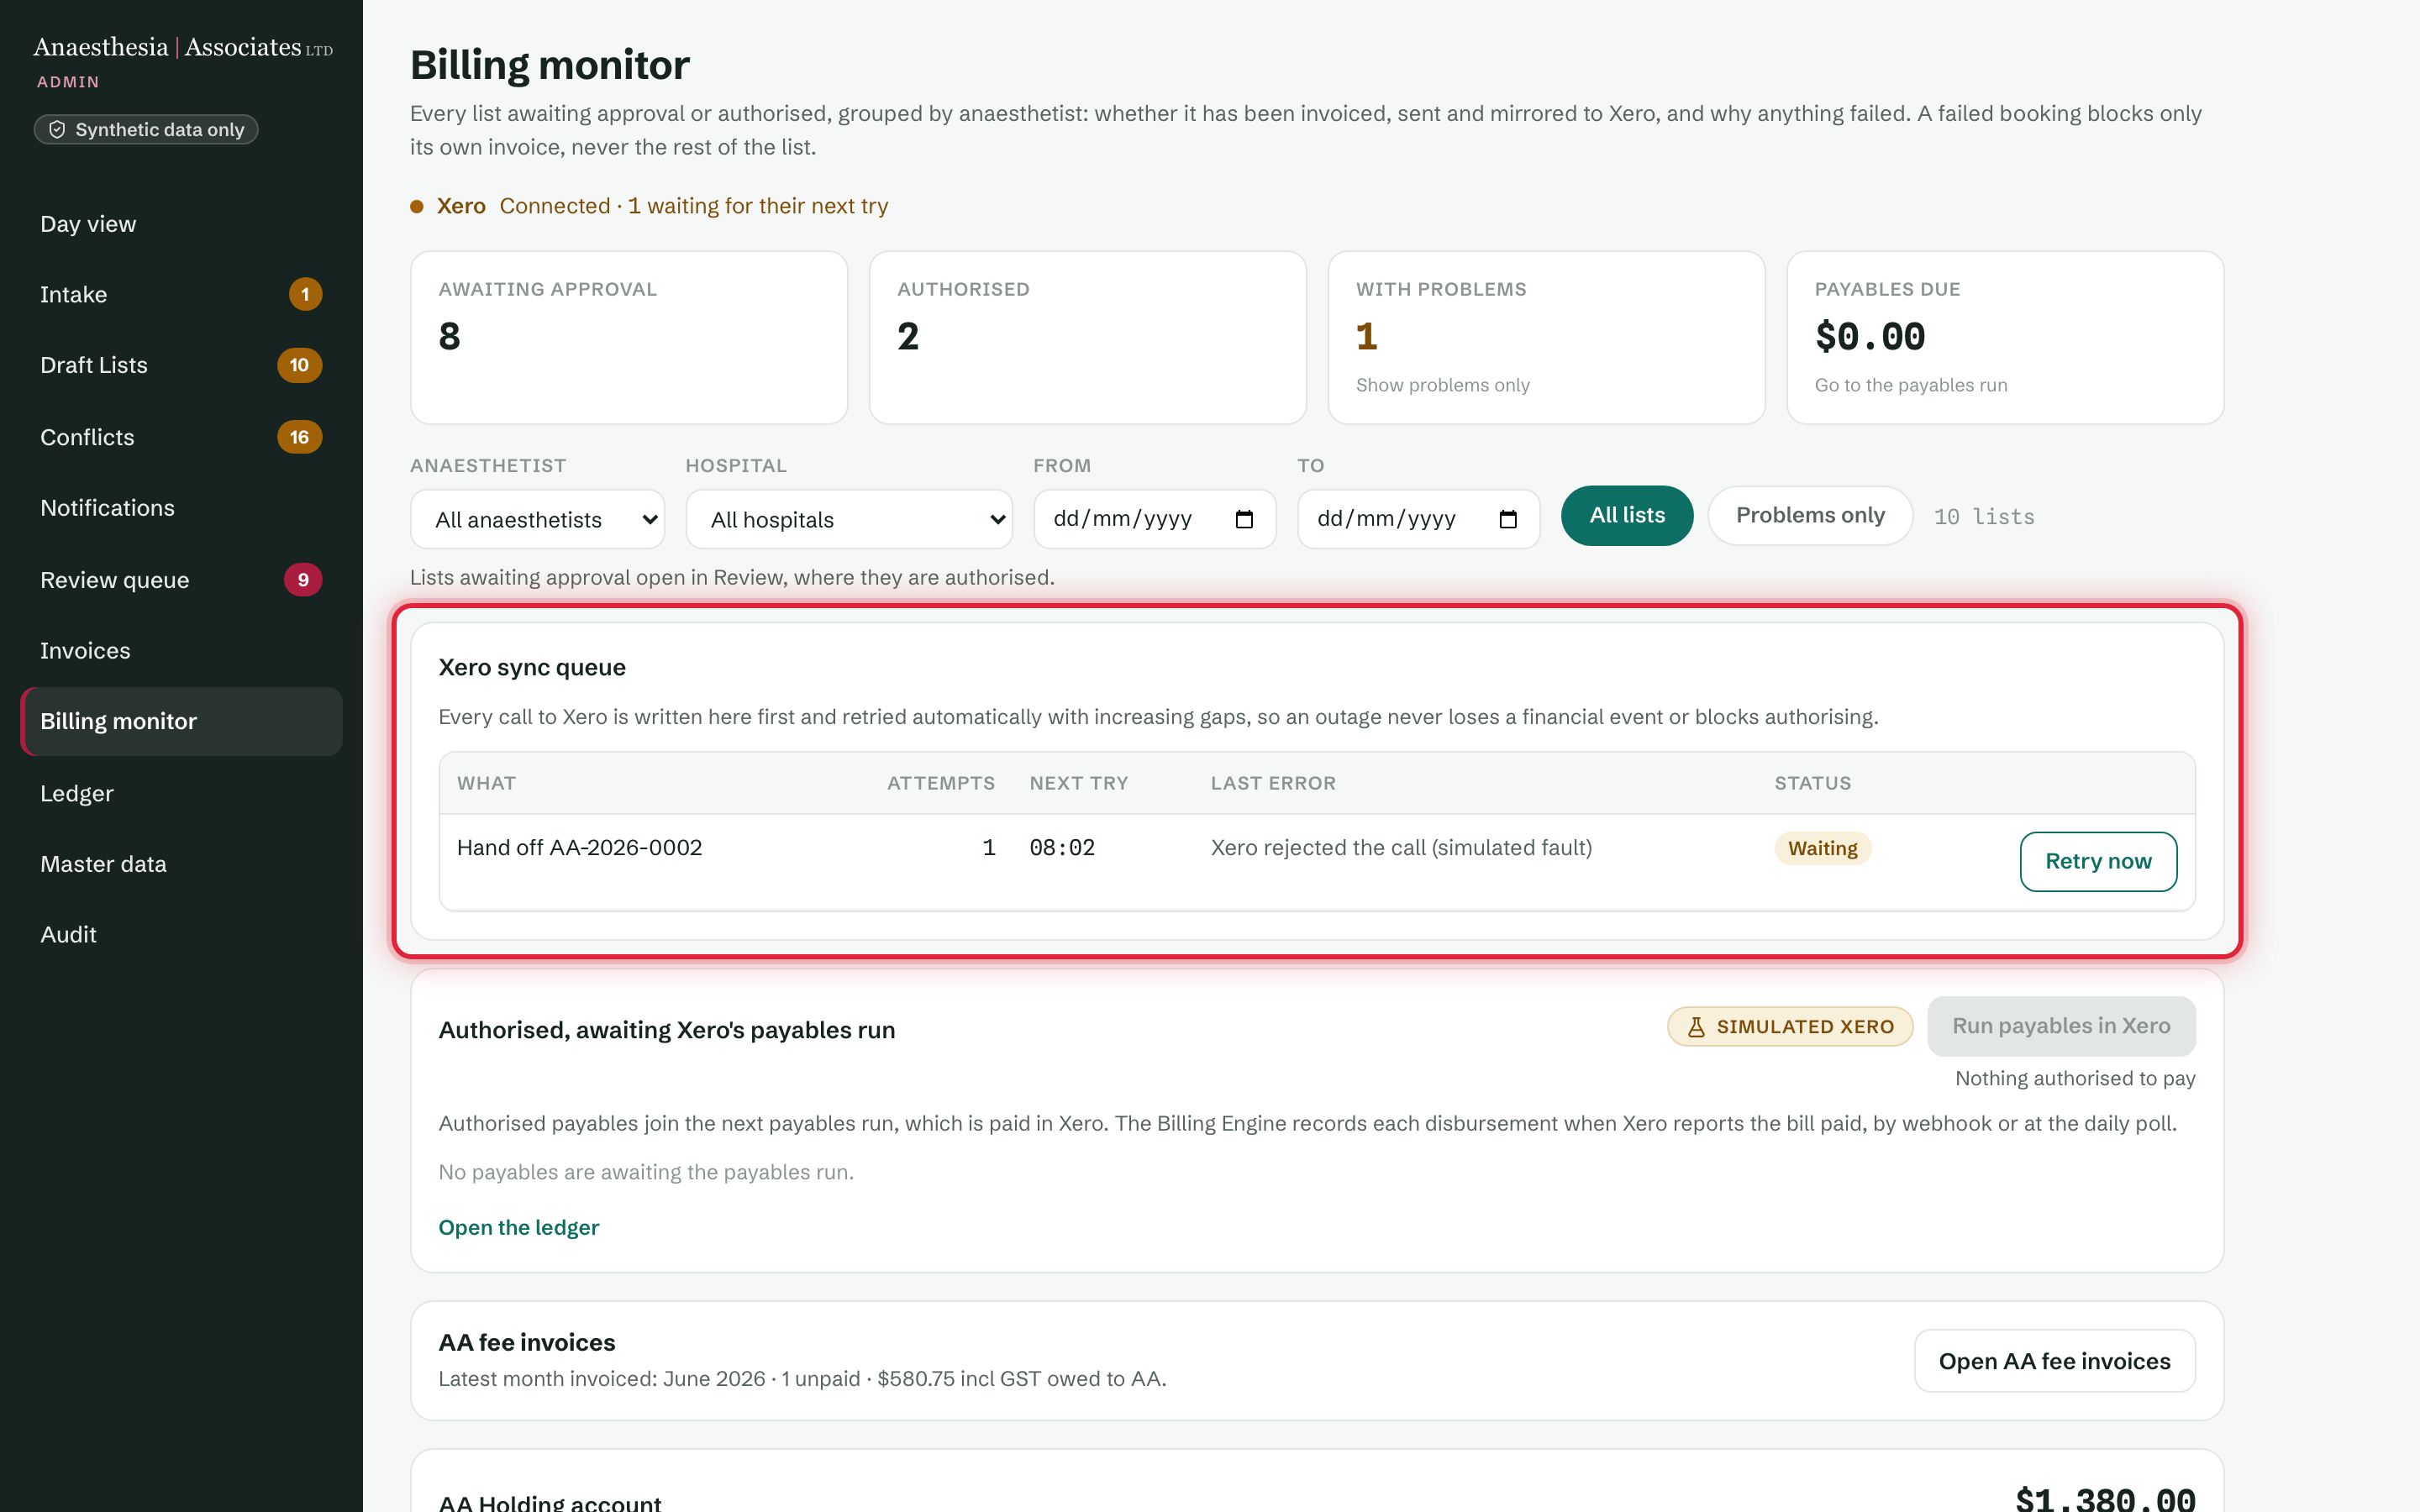 Anaesthesia | Associates LTD
ADMIN
Synthetic data only
Day view
Intake 1
Draft Lists 10
Conflicts 16
Notifications
Review queue 9
Invoices
Billing monitor
Ledger
Master data
Audit
Billing monitor
Every list awaiting approval or authorised, grouped by anaesthetist: whether it has been invoiced, sent and mirrored to Xero, and why anything failed. A failed booking blocks only
its own invoice, never the rest of the list.
Xero Connected · 1 waiting for their next try
AWAITING APPROVAL
8
AUTHORISED
2
WITH PROBLEMS
1
Show problems only
PAYABLES DUE
$0.00
Go to the payables run
ANAESTHETIST HOSPITAL FROM TO
All anaesthetists All hospitals dd/mm/yyyy dd/mm/yyyy All lists Problems only 10 lists
Lists awaiting approval open in Review, where they are authorised.
Xero sync queue
Every call to Xero is written here first and retried automatically with increasing gaps, so an outage never loses a financial event or blocks authorising.
WHAT ATTEMPTS NEXT TRY LAST ERROR STATUS
Hand off AA-2026-0002 1 08:02 Xero rejected the call (simulated fault) Waiting Retry now
Authorised, awaiting Xero's payables run SIMULATED XERO Run payables in Xero
Nothing authorised to pay
Authorised payables join the next payables run, which is paid in Xero. The Billing Engine records each disbursement when Xero reports the bill paid, by webhook or at the daily poll.
No payables are awaiting the payables run.
Open the ledger
AA fee invoices
Latest month invoiced: June 2026 · 1 unpaid · $580.75 incl GST owed to AA.
Open AA fee invoices
AA Holding account $1,380.00